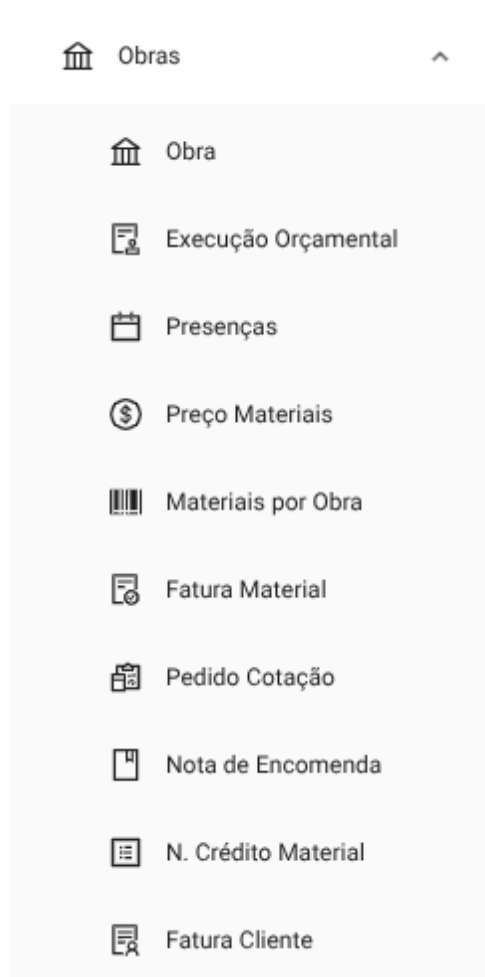 Obras
Obra
Execução Orçamental
Presenças
Preço Materiais
Materiais por Obra
Fatura Material
Pedido Cotação
Nota de Encomenda
N. Crédito Material
Fatura Cliente